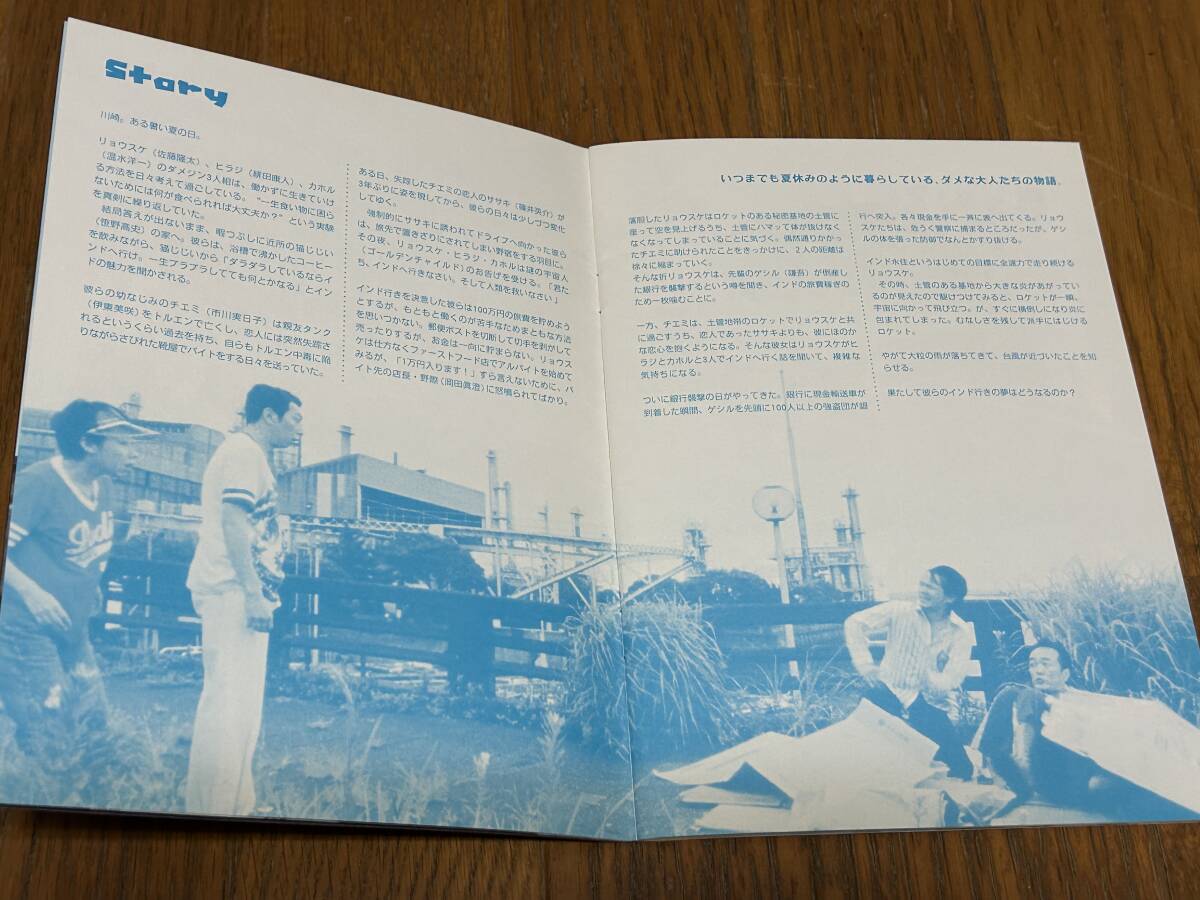 Story
川崎。ある暑い夏の日。
リョウスケ（佐藤隆太）、ヒラジ（緋田康人）、カホル
（温水洋一）のダメジン3人組は、働かずに生きていけ
る方法を日々考えて過ごしている。“一生食い物に困ら
ないためには何が食べられれば大丈夫か？”という実験
を真剣に繰り返していた。
結局答えが出ないまま、暇つぶしに近所の猫じじい
（笹野高史）の家へ。彼らは、浴槽で沸かしたコーヒー
を飲みながら、猫じじいから「ダラダラしているならイ
ンドへ行け。一生フラフラしてても何とかなる」とイン
ドの魅力を聞かされる。
彼らの幼なじみのチエミ（市川実日子）は親友タンク
（伊東美咲）をトルエンで亡くし、恋人には突然失踪さ
れるというくらい過去を持ち、自らもトルエン中毒に陥
りながらさびれた靴屋でバイトをする日々を送っていた。
ある日、失踪したチエミの恋人のササキ（篠井英介）が
3年ぶりに姿を現してから、彼らの日々は少しづつ変化
してゆく。
強制的にササキに誘われてドライブへ向かった彼ら
は、旅先で置きざりにされてしまい野宿をする羽目に。
その夜、リョウスケ・ヒラジ・カホルは謎の宇宙人
（ゴールデンチャイルド）のお告げを受ける。「君た
ち、インドへ行きなさい。そして人類を救いなさい」
インド行きを決意した彼らは100万円の旅費を貯めよう
とするが、もともと働くのが苦手なためまともな方法
を思いつかない。郵便ポストを切断して切手を剥がして
売ったりするが、お金は一向に貯まらない。リョウス
ケは仕方なくファーストフード店でアルバイトを始めて
みるが、「1万円入ります！」すら言えないために、バ
イト先の店長・野際（岡田眞澄）に怒鳴られてばかり。
いつまでも夏休みのように暮らしている、ダメな大人たちの物語。
落胆したリョウスケはロケットのある秘密基地の土管に
座って空を見上げるうち、土管にハマって体が抜けなく
なくなってしまっていることに気づく。偶然通りかかっ
たチエミに助けられたことをきっかけに、２人の距離は
徐々に縮まっていく。
そんな折リョウスケは、先輩のゲシル（鎌吾）が倒産し
た銀行を襲撃するという噂を聞き、インドの旅費稼ぎの
ため一枚噛むことに。
一方、チエミは、土管地帯のロケットでリョウスケと共
に過ごすうち、恋人であったササキよりも、彼にほのか
な恋心を抱くようになる。そんな彼女はリョウスケがヒ
ラジとカホルと3人でインドへ行く話を聞いて、複雑な
気持ちになる。
ついに銀行襲撃の日がやってきた。銀行に現金輸送車が
到着した瞬間、ゲシルを先頭に100人以上の強盗団が銀
行へ突入。各々現金を手に一斉に表へ出てくる。リョウ
スケたちは、危うく警察に捕まるところだったが、ゲシ
ルの体を張った防御でなんとかすり抜ける。
インド永住というはじめての目標に全速力で走り続ける
リョウスケ。
その時、土管のある基地から大きな炎があがってい
るのが見えたので駆けつけてみると、ロケットが一瞬、
宇宙に向かって飛び立つ。が、すぐに横倒しになり炎に
包まれてしまった。むなしさを残して派手にはじける
ロケット。
やがて大粒の雨が落ちてきて、台風が近づいたことを知
らせる。
果たして彼らのインド行きの夢はどうなるのか？